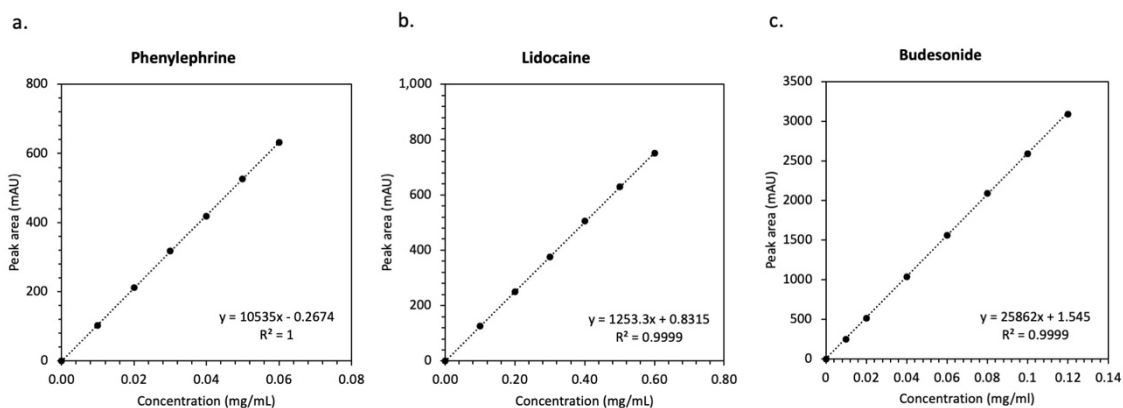 a.
Phenylephrine
800
600
400
200
0
Peak area (mAU)
y = 10535x - 0.2674
R² = 1
0.00 0.02 0.04 0.06 0.08
Concentration (mg/mL)
b.
Lidocaine
1,000
800
600
400
200
0
Peak area (mAU)
y = 1253.3x + 0.8315
R² = 0.9999
0.00 0.20 0.40 0.60 0.80
Concentration (mg/mL)
c.
Budesonide
3500
3000
2500
2000
1500
1000
500
0
Peak area (mAU)
y = 25862x + 1.545
R² = 0.9999
0 0.02 0.04 0.06 0.08 0.1 0.12 0.14
Concentration (mg/ml)